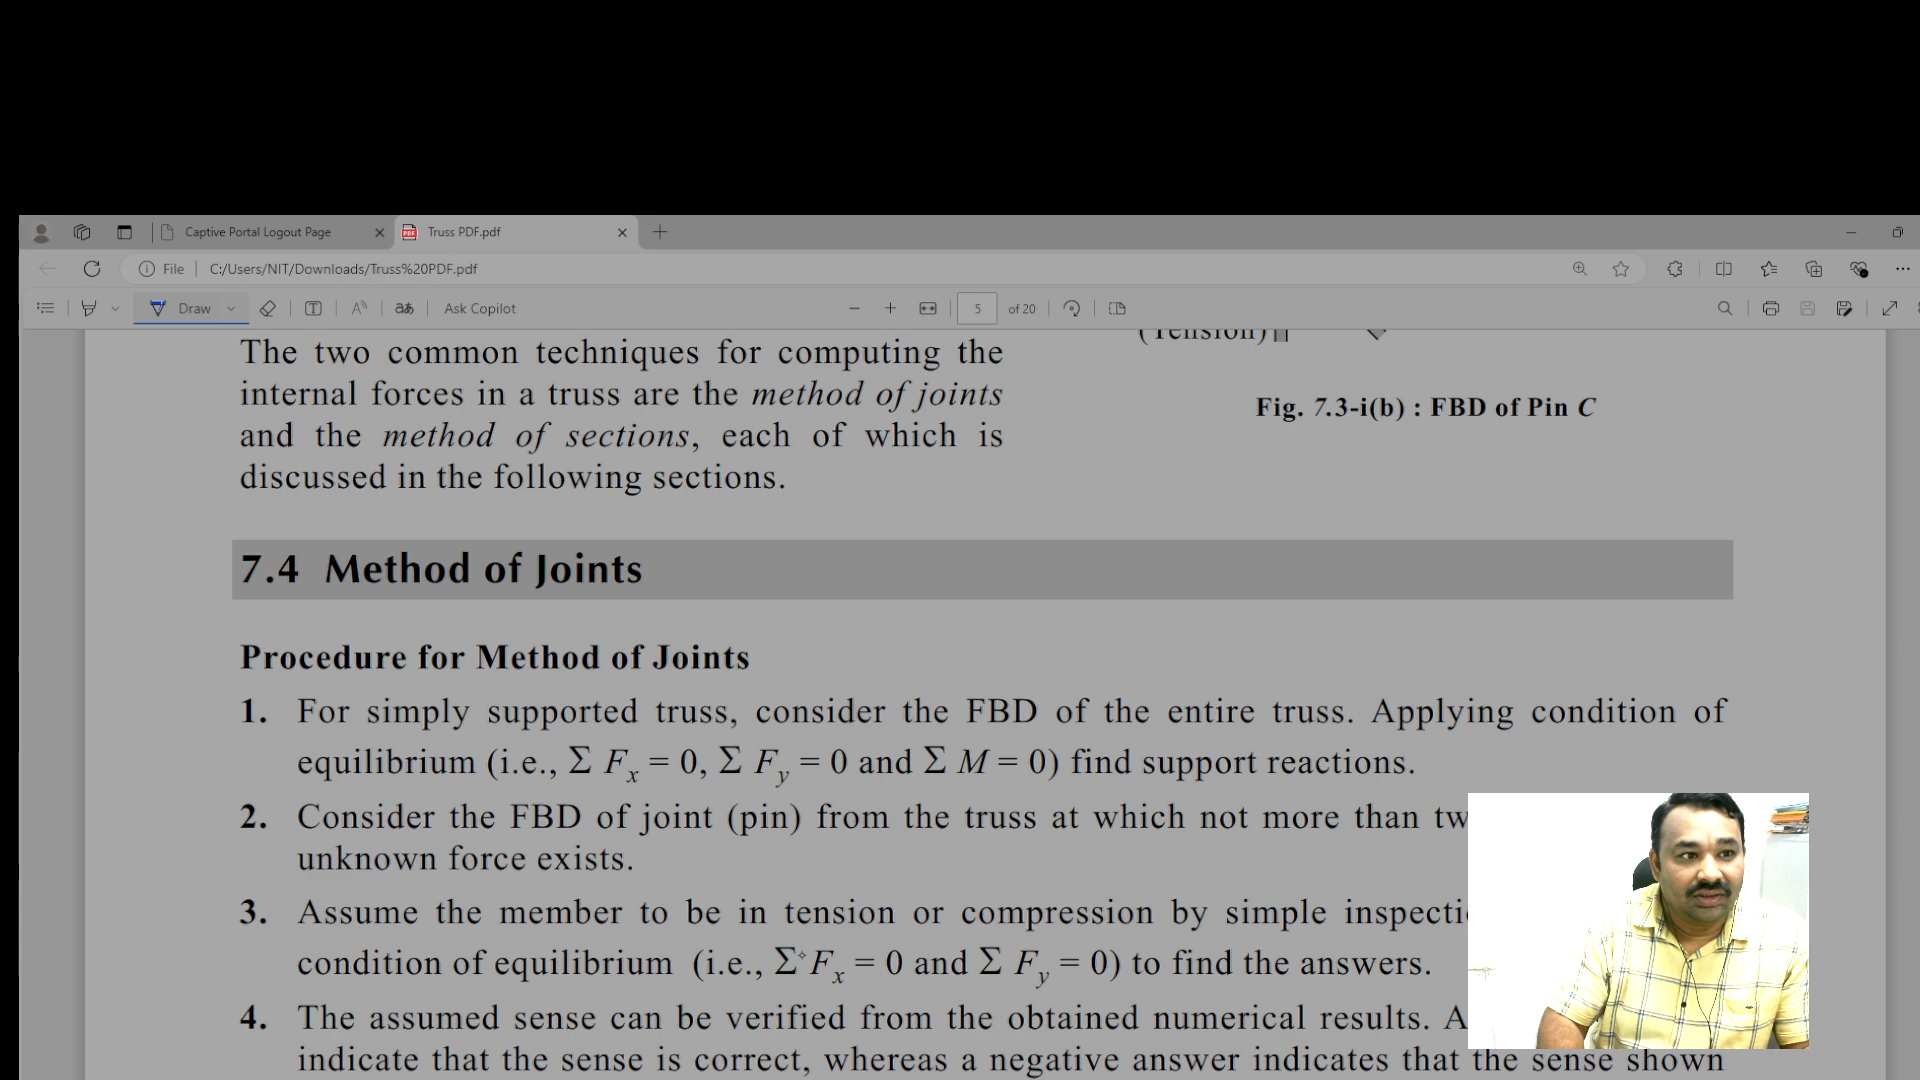 Captive Portal Logout Page
Truss PDF.pdf
File
C:/Users/NIT/Downloads/Truss%20PDF.pdf
Draw
Ask Copilot
5
of 20
(Tension)
The two common techniques for computing the
internal forces in a truss are the method of joints
and the method of sections, each of which is
discussed in the following sections.
Fig. 7.3-i(b) : FBD of Pin C
7.4 Method of Joints
Procedure for Method of Joints
1. For simply supported truss, consider the FBD of the entire truss. Applying condition of
equilibrium (i.e., Σ Fx = 0, Σ Fy = 0 and Σ M = 0) find support reactions.
2. Consider the FBD of joint (pin) from the truss at which not more than tw
unknown force exists.
3. Assume the member to be in tension or compression by simple inspecti
condition of equilibrium (i.e., Σ Fx = 0 and Σ Fy = 0) to find the answers.
4. The assumed sense can be verified from the obtained numerical results. A
indicate that the sense is correct, whereas a negative answer indicates that the sense shown